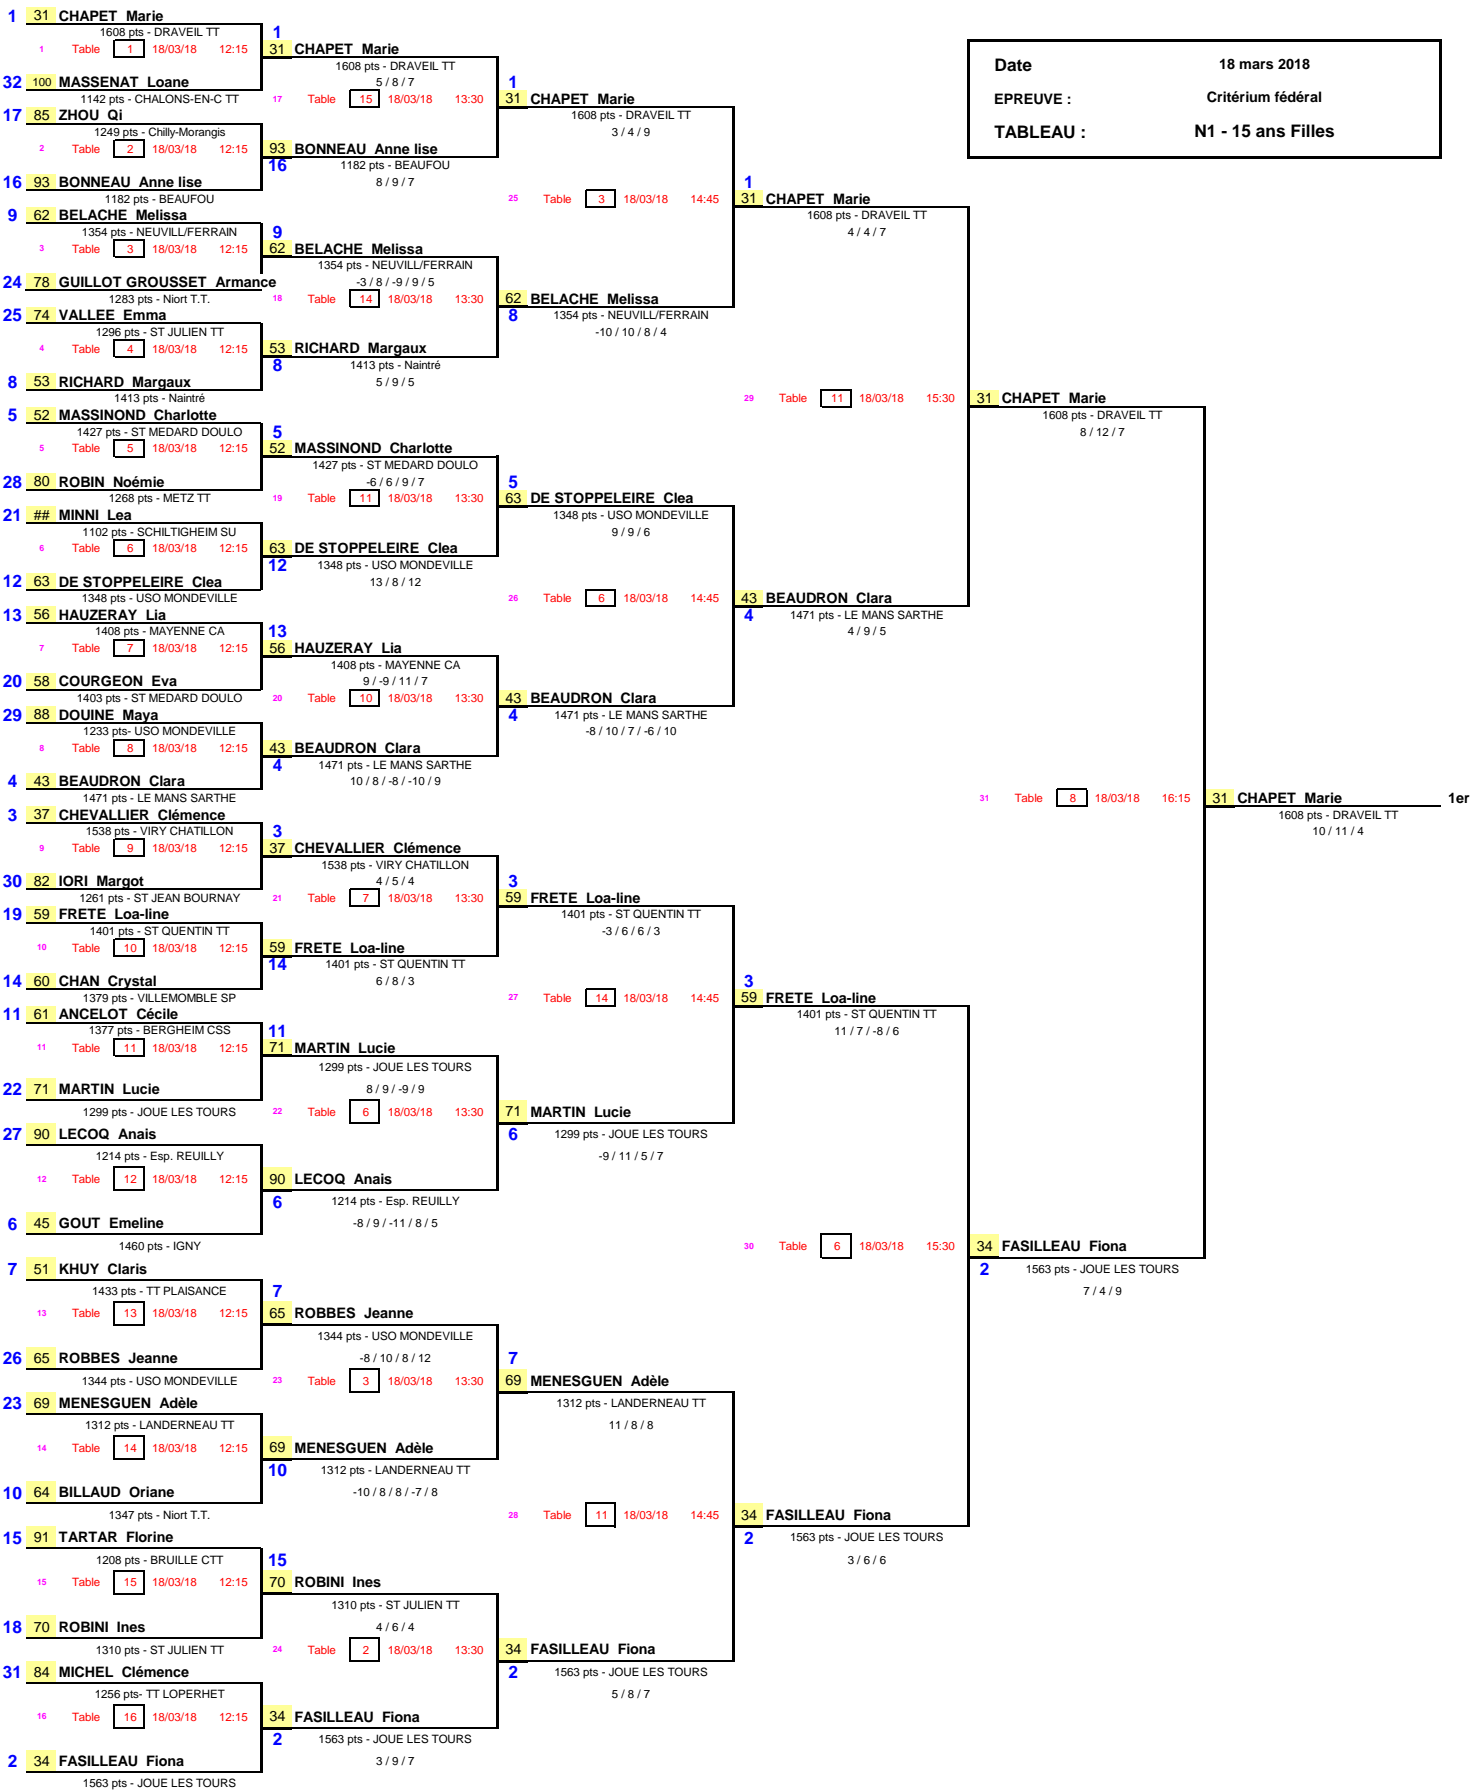 Date 18 mars 2018
EPREUVE : Critérium fédéral
TABLEAU : N1 - 15 ans Filles
1 31 CHAPET Marie
1608 pts - DRAVEIL TT
1 Table 1 18/03/18 12:15
32 100 MASSENAT Loane
1142 pts - CHALONS-EN-C TT
17 85 ZHOU Qi
1249 pts - Chilly-Morangis
2 Table 2 18/03/18 12:15
16 93 BONNEAU Anne lise
1182 pts - BEAUFOU
9 62 BELACHE Melissa
1354 pts - NEUVILL/FERRAIN
3 Table 3 18/03/18 12:15
24 78 GUILLOT GROUSSET Armance
1283 pts - Niort T.T.
25 74 VALLEE Emma
1296 pts - ST JULIEN TT
4 Table 4 18/03/18 12:15
8 53 RICHARD Margaux
1413 pts - Naintré
5 52 MASSINOND Charlotte
1427 pts - ST MEDARD DOULO
5 Table 5 18/03/18 12:15
28 80 ROBIN Noémie
1268 pts - METZ TT
21 ## MINNI Lea
1102 pts - SCHILTIGHEIM SU
6 Table 6 18/03/18 12:15
12 63 DE STOPPELEIRE Clea
1348 pts - USO MONDEVILLE
13 56 HAUZERAY Lia
1408 pts - MAYENNE CA
7 Table 7 18/03/18 12:15
20 58 COURGEON Eva
1403 pts - ST MEDARD DOULO
29 88 DOUINE Maya
1233 pts- USO MONDEVILLE
8 Table 8 18/03/18 12:15
4 43 BEAUDRON Clara
1471 pts - LE MANS SARTHE
3 37 CHEVALLIER Clémence
1538 pts - VIRY CHATILLON
9 Table 9 18/03/18 12:15
30 82 IORI Margot
1261 pts - ST JEAN BOURNAY
19 59 FRETE Loa-line
1401 pts - ST QUENTIN TT
10 Table 10 18/03/18 12:15
14 60 CHAN Crystal
1379 pts - VILLEMOMBLE SP
11 61 ANCELOT Cécile
1377 pts - BERGHEIM CSS
11 Table 11 18/03/18 12:15
22 71 MARTIN Lucie
1299 pts - JOUE LES TOURS
27 90 LECOQ Anais
1214 pts - Esp. REUILLY
12 Table 12 18/03/18 12:15
6 45 GOUT Emeline
1460 pts - IGNY
7 51 KHUY Claris
1433 pts - TT PLAISANCE
13 Table 13 18/03/18 12:15
26 65 ROBBES Jeanne
1344 pts - USO MONDEVILLE
23 69 MENESGUEN Adèle
1312 pts - LANDERNEAU TT
14 Table 14 18/03/18 12:15
10 64 BILLAUD Oriane
1347 pts - Niort T.T.
15 91 TARTAR Florine
1208 pts - BRUILLE CTT
15 Table 15 18/03/18 12:15
18 70 ROBINI Ines
1310 pts - ST JULIEN TT
31 84 MICHEL Clémence
1256 pts- TT LOPERHET
16 Table 16 18/03/18 12:15
2 34 FASILLEAU Fiona
1563 pts - JOUE LES TOURS
1
31 CHAPET Marie
1608 pts - DRAVEIL TT
5 / 8 / 7
17 Table 15 18/03/18 13:30
93 BONNEAU Anne lise
16
1182 pts - BEAUFOU
8 / 9 / 7
9
62 BELACHE Melissa
1354 pts - NEUVILL/FERRAIN
-3 / 8 / -9 / 9 / 5
18 Table 14 18/03/18 13:30
53 RICHARD Margaux
8
1413 pts - Naintré
5 / 9 / 5
5
52 MASSINOND Charlotte
1427 pts - ST MEDARD DOULO
-6 / 6 / 9 / 7
19 Table 11 18/03/18 13:30
63 DE STOPPELEIRE Clea
12
1348 pts - USO MONDEVILLE
13 / 8 / 12
13
56 HAUZERAY Lia
1408 pts - MAYENNE CA
9 / -9 / 11 / 7
20 Table 10 18/03/18 13:30
43 BEAUDRON Clara
4
1471 pts - LE MANS SARTHE
10 / 8 / -8 / -10 / 9
3
37 CHEVALLIER Clémence
1538 pts - VIRY CHATILLON
4 / 5 / 4
21 Table 7 18/03/18 13:30
59 FRETE Loa-line
14
1401 pts - ST QUENTIN TT
6 / 8 / 3
11
71 MARTIN Lucie
1299 pts - JOUE LES TOURS
8 / 9 / -9 / 9
22 Table 6 18/03/18 13:30
90 LECOQ Anais
6
1214 pts - Esp. REUILLY
-8 / 9 / -11 / 8 / 5
7
65 ROBBES Jeanne
1344 pts - USO MONDEVILLE
-8 / 10 / 8 / 12
23 Table 3 18/03/18 13:30
69 MENESGUEN Adèle
10
1312 pts - LANDERNEAU TT
-10 / 8 / 8 / -7 / 8
15
70 ROBINI Ines
1310 pts - ST JULIEN TT
4 / 6 / 4
24 Table 2 18/03/18 13:30
34 FASILLEAU Fiona
2
1563 pts - JOUE LES TOURS
3 / 9 / 7
1
31 CHAPET Marie
1608 pts - DRAVEIL TT
3 / 4 / 9
25 Table 3 18/03/18 14:45
62 BELACHE Melissa
8
1354 pts - NEUVILL/FERRAIN
-10 / 10 / 8 / 4
5
63 DE STOPPELEIRE Clea
1348 pts - USO MONDEVILLE
9 / 9 / 6
26 Table 6 18/03/18 14:45
43 BEAUDRON Clara
4
1471 pts - LE MANS SARTHE
-8 / 10 / 7 / -6 / 10
3
59 FRETE Loa-line
1401 pts - ST QUENTIN TT
-3 / 6 / 6 / 3
27 Table 14 18/03/18 14:45
71 MARTIN Lucie
6
1299 pts - JOUE LES TOURS
-9 / 11 / 5 / 7
7
69 MENESGUEN Adèle
1312 pts - LANDERNEAU TT
11 / 8 / 8
28 Table 11 18/03/18 14:45
34 FASILLEAU Fiona
2
1563 pts - JOUE LES TOURS
5 / 8 / 7
1
31 CHAPET Marie
1608 pts - DRAVEIL TT
4 / 4 / 7
29 Table 11 18/03/18 15:30
43 BEAUDRON Clara
4
1471 pts - LE MANS SARTHE
4 / 9 / 5
3
59 FRETE Loa-line
1401 pts - ST QUENTIN TT
11 / 7 / -8 / 6
30 Table 6 18/03/18 15:30
34 FASILLEAU Fiona
2
1563 pts - JOUE LES TOURS
3 / 6 / 6
31 CHAPET Marie
1608 pts - DRAVEIL TT
8 / 12 / 7
31 Table 8 18/03/18 16:15
34 FASILLEAU Fiona
2
1563 pts - JOUE LES TOURS
7 / 4 / 9
31 CHAPET Marie 1er
1608 pts - DRAVEIL TT
10 / 11 / 4